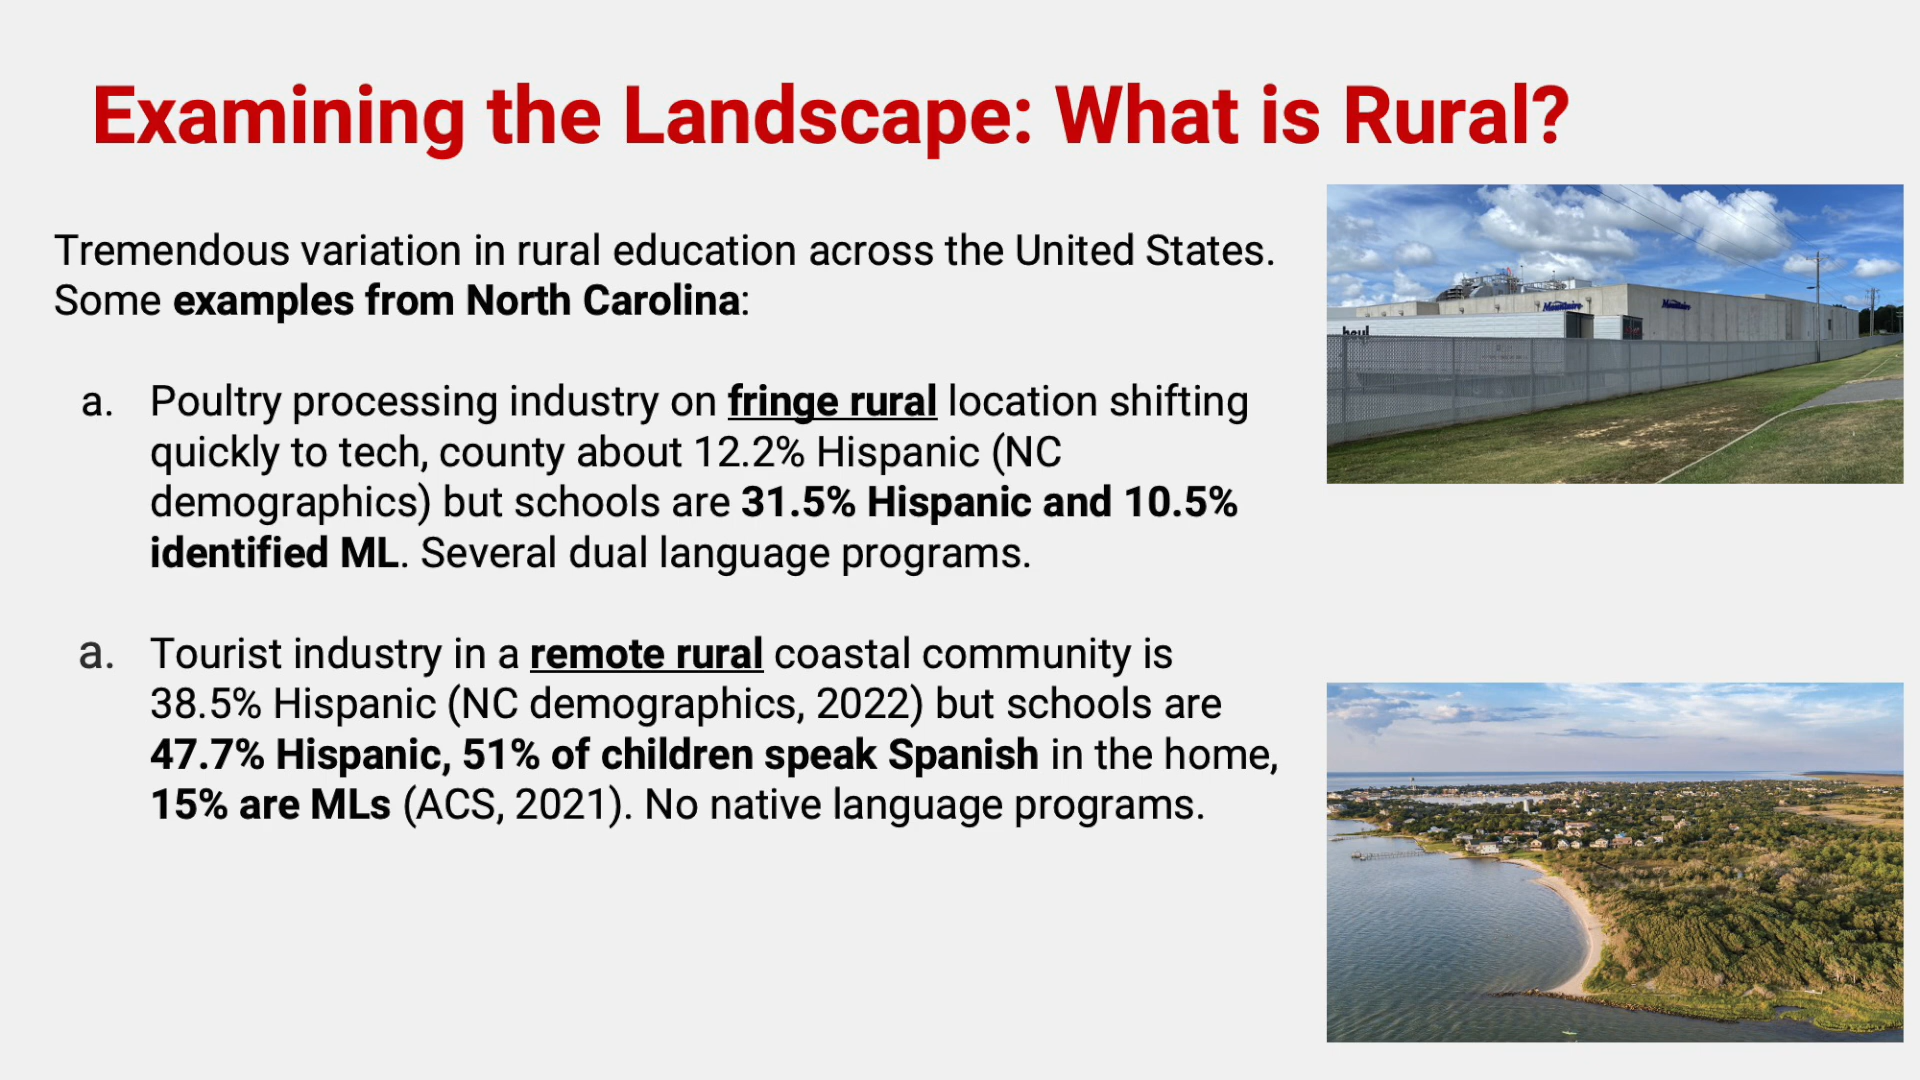 Examining the Landscape: What is Rural?
Tremendous variation in rural education across the United States.
Some examples from North Carolina:
a. Poultry processing industry on fringe rural location shifting
quickly to tech, county about 12.2% Hispanic (NC
demographics) but schools are 31.5% Hispanic and 10.5%
identified ML. Several dual language programs.
a. Tourist industry in a remote rural coastal community is
38.5% Hispanic (NC demographics, 2022) but schools are
47.7% Hispanic, 51% of children speak Spanish in the home,
15% are MLs (ACS, 2021). No native language programs.
Mountaire
Mountaire